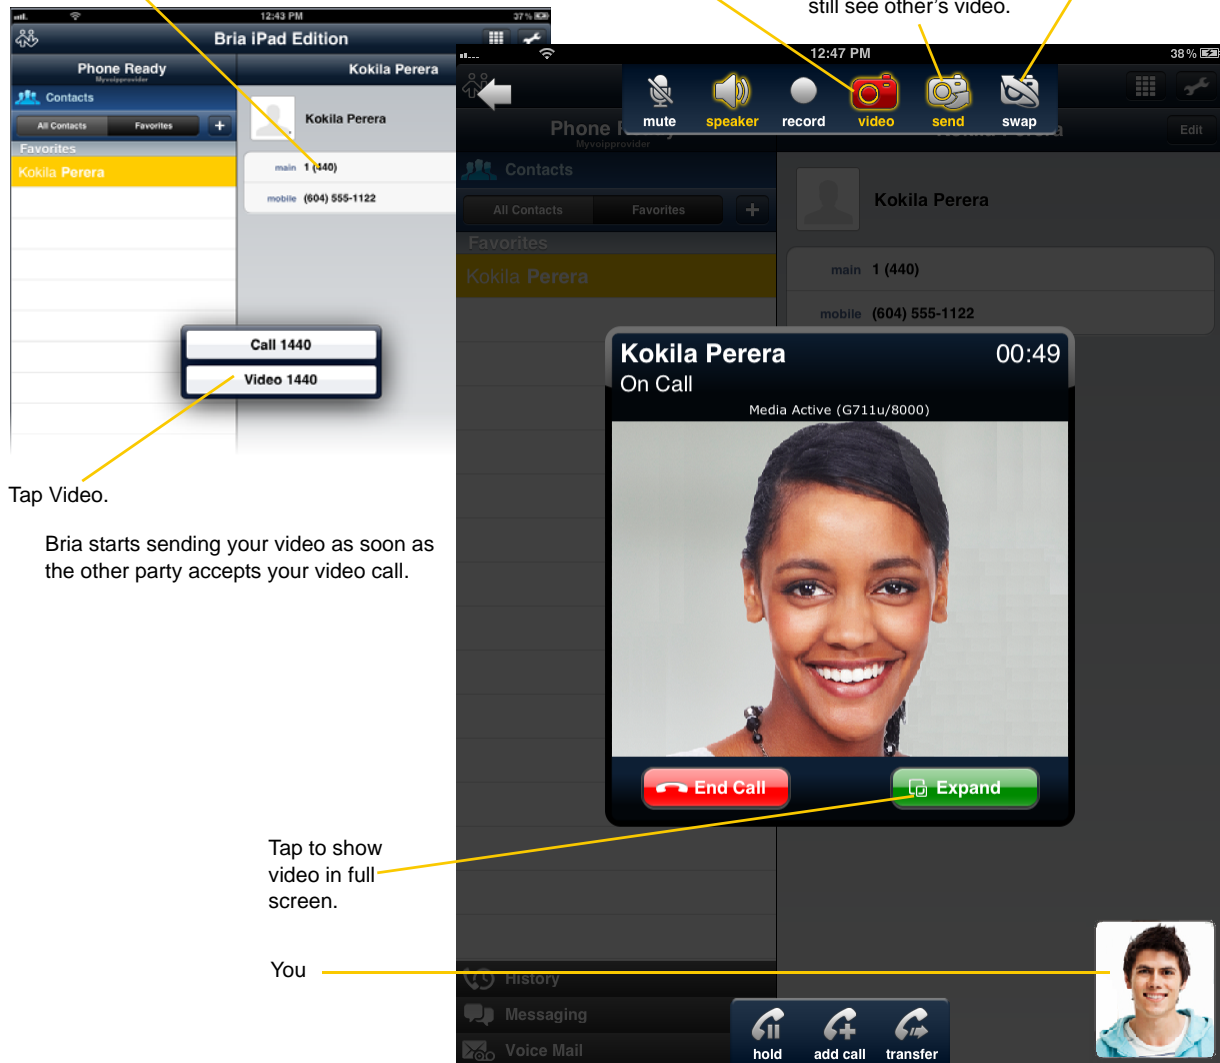 still see other's video.
12:43 PM
37%
Bria iPad Edition
Phone Ready
Myvoipprovider
Kokila Perera
Contacts
All Contacts
Favorites
+
Kokila Perera
Favorites
Kokila Perera
main 1 (440)
mobile (604) 555-1122
Call 1440
Video 1440
Tap Video.
Bria starts sending your video as soon as
the other party accepts your video call.
12:47 PM
38%
mute
speaker
record
video
send
swap
Edit
Myvoipprovider
Contacts
All Contacts
Favorites
+
Kokila Perera
Favorites
Kokila Perera
main 1 (440)
mobile (604) 555-1122
Kokila Perera
00:49
On Call
Media Active (G711u/8000)
End Call
Expand
Tap to show
video in full
screen.
You
History
Messaging
Voice Mail
hold
add call
transfer